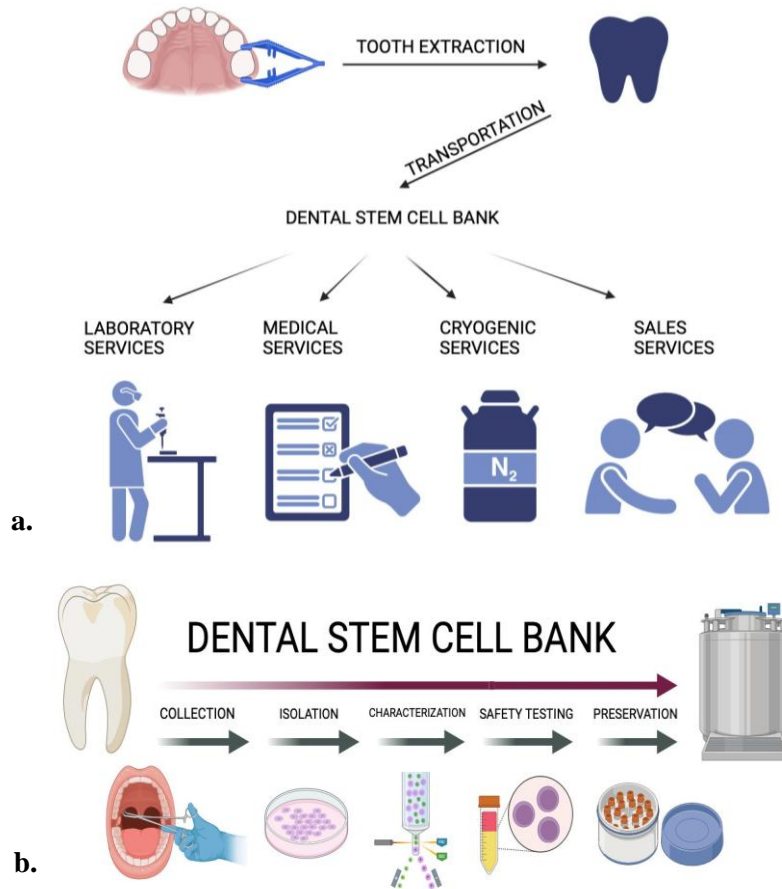 TOOTH EXTRACTION
TRANSPORTATION
DENTAL STEM CELL BANK
LABORATORY
SERVICES
MEDICAL
SERVICES
CRYOGENIC
SERVICES
SALES
SERVICES
N₂
a.
DENTAL STEM CELL BANK
COLLECTION
ISOLATION
CHARACTERIZATION
SAFETY TESTING
PRESERVATION
b.